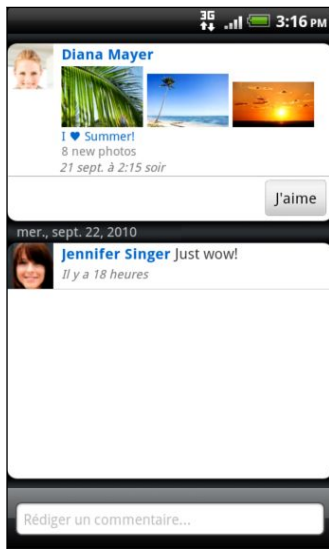 3G 3:16 PM
Diana Mayer
I ♥ Summer!
8 new photos
21 sept. à 2:15 soir
J'aime
mer., sept. 22, 2010
Jennifer Singer Just wow!
Il y a 18 heures
Rédiger un commentaire...